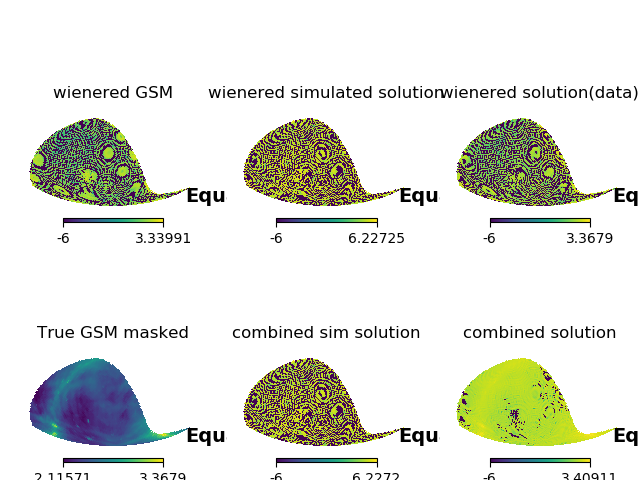 wienered GSM
wienered simulated solution
wienered solution(data)
Equ
Equ
Eq
-6 3.33991
-6 6.22725
-6 3.3679
True GSM masked
combined sim solution
combined solution
Equ
Equ
Eq
2.11571 3.3679
-6 6.2272
-6 3.40911